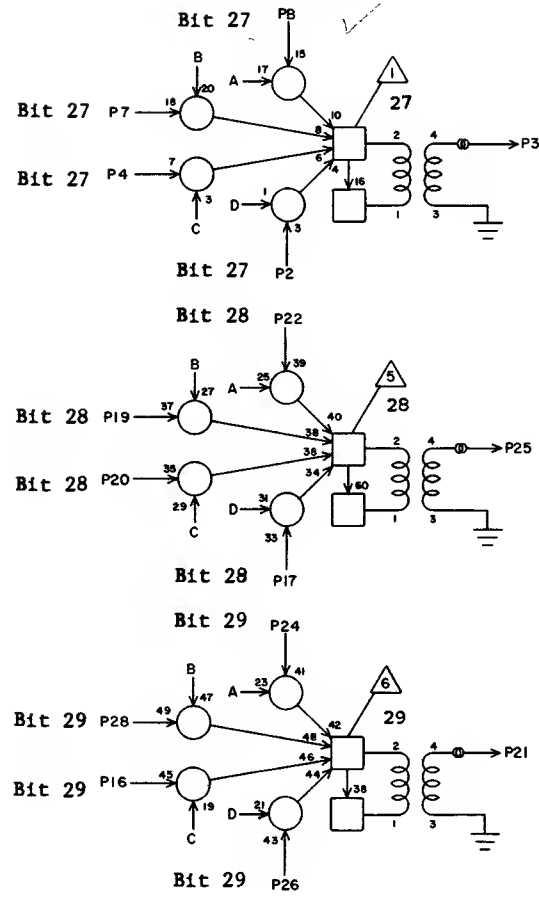 Bit 27 P8
15
B
A 17
20
1
27
Bit 27 P7 18
10
8
2 4 P3
Bit 27 P4 7
6
4
3
16
D 1
3
1 3
C
Bit 27 P2
Bit 28 P22
39
B
A 25
27
5
28
Bit 28 P19 37
40
38
2 4 P25
Bit 28 P20 35
36
34
29
60
D 31
33
1 3
C
Bit 28 P17
Bit 29 P24
41
B
A 23
47
6
29
Bit 29 P28 49
42
48
2 4 P21
Bit 29 P16 45
46
44
19
38
D 21
43
1 3
C
Bit 29 P26